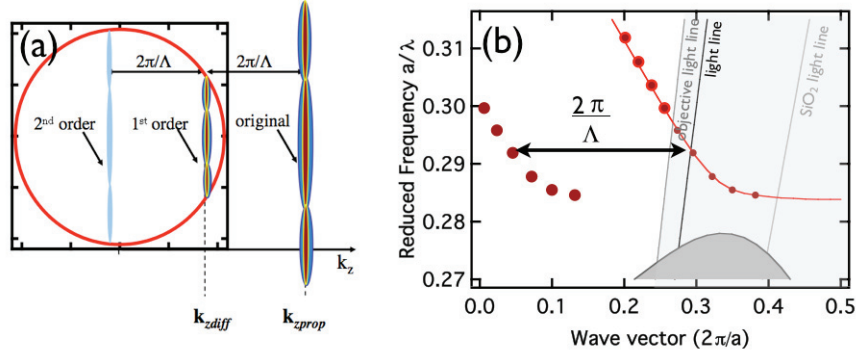 (a)
2π/Λ
2π/Λ
2nd order
1st order
original
kz
kzdiff
kzprop
(b)
Reduced Frequency a/λ
0.31
0.30
0.29
0.28
0.27
2π
Λ
objective light line
light line
SiO2 light line
0.0
0.1
0.2
0.3
0.4
0.5
Wave vector (2π/a)